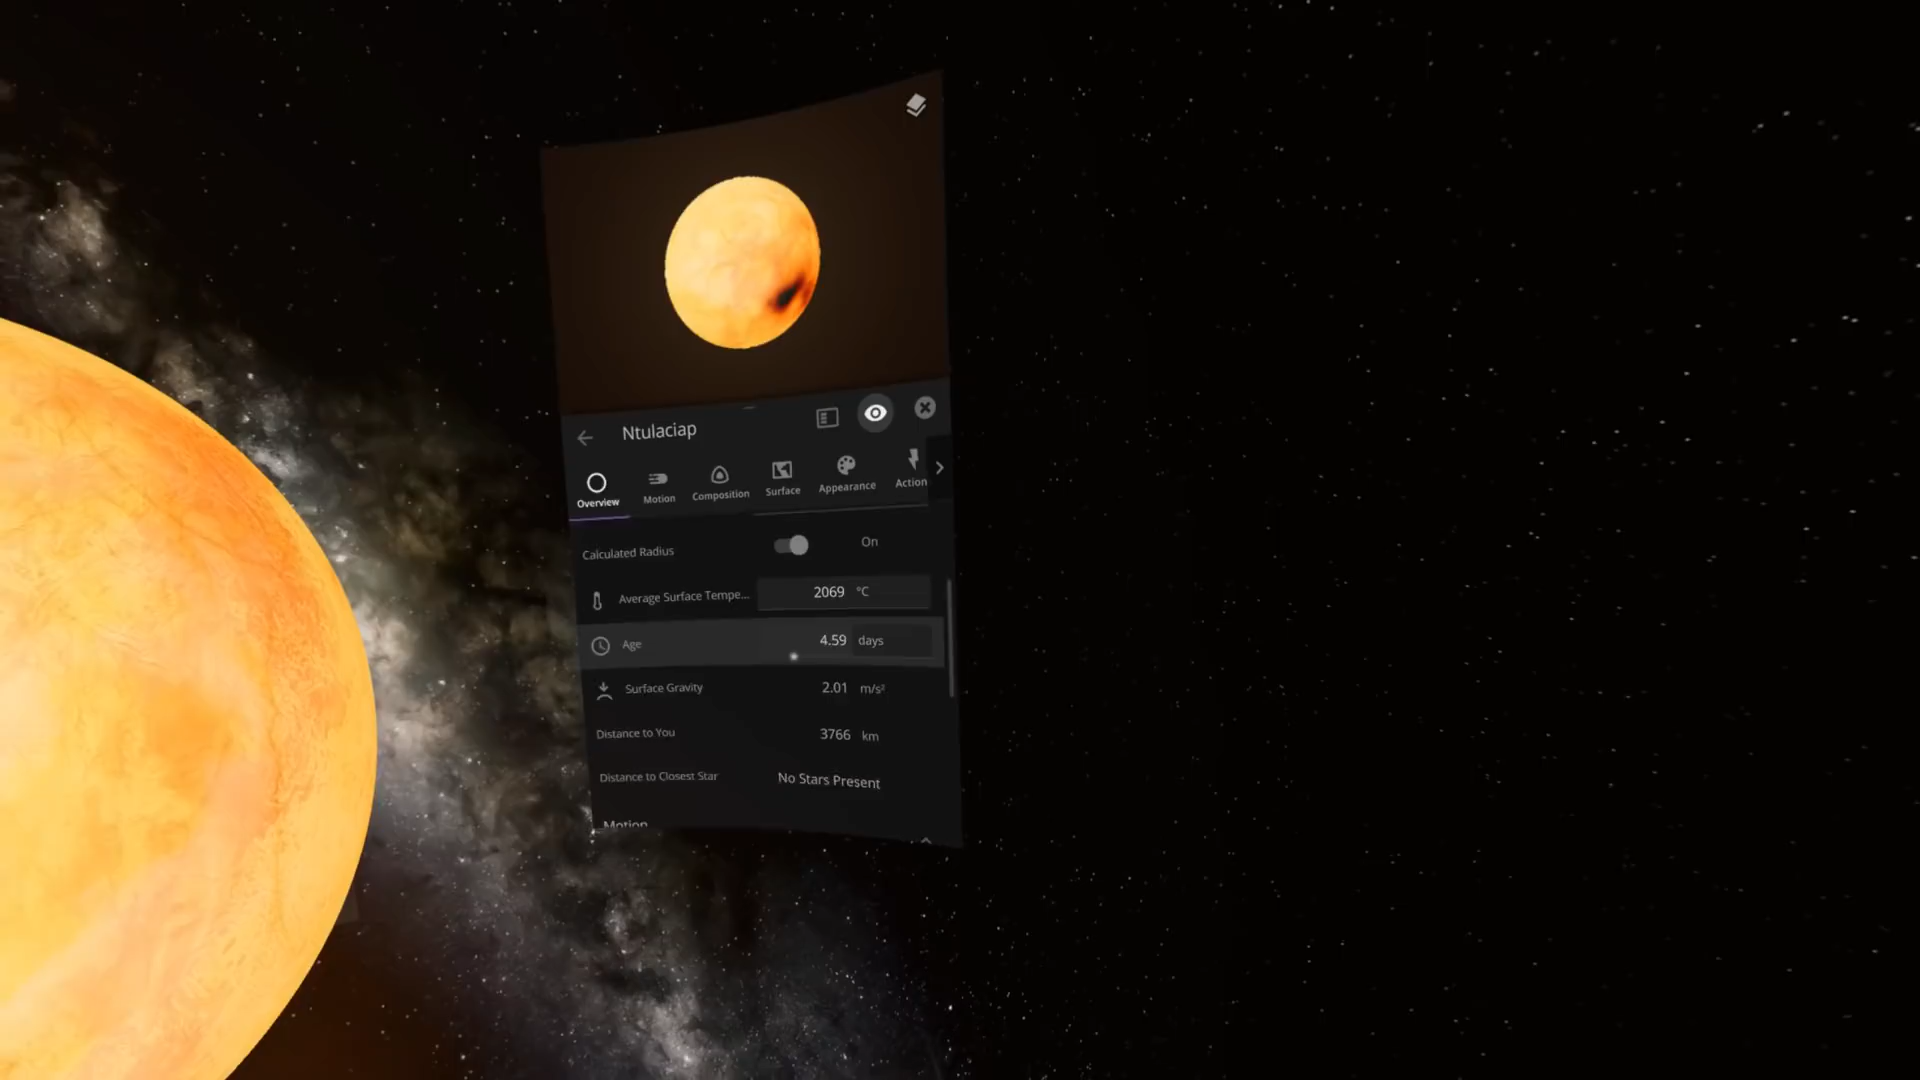 Ntulaciap
Overview Motion Composition Surface Appearance Action
Calculated Radius On
Average Surface Tempe... 2069 °C
Age 4.59 days
Surface Gravity 2.01 m/s²
Distance to You 3766 km
Distance to Closest Star No Stars Present
Motion